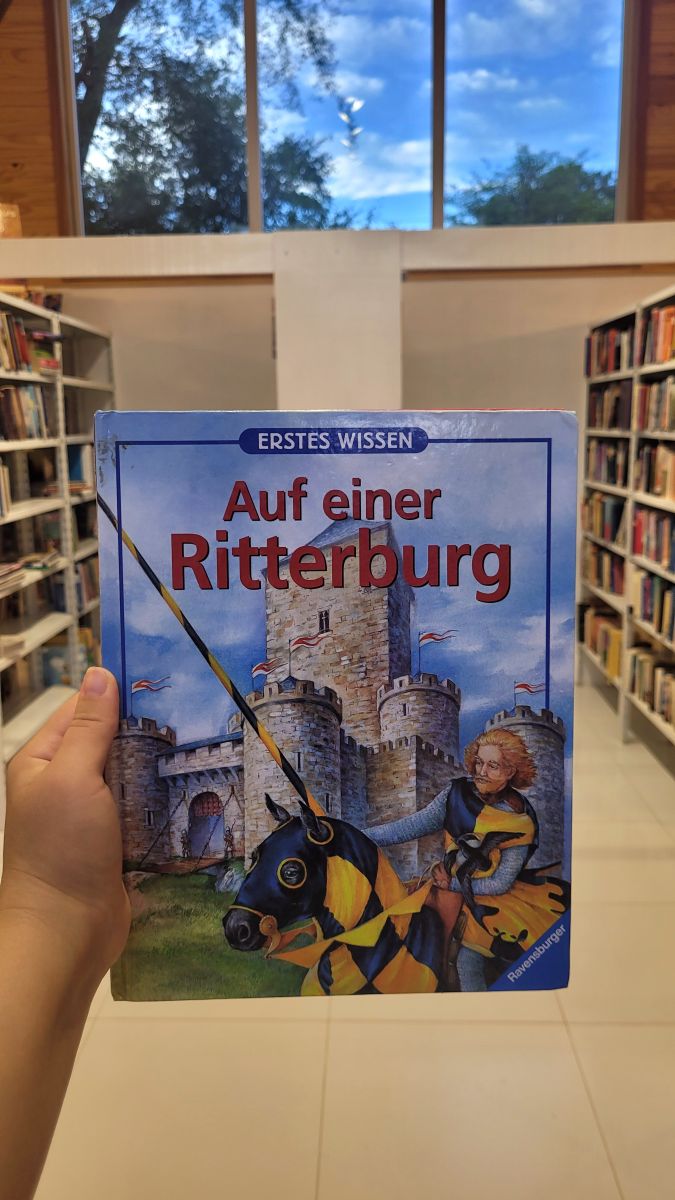 ERSTES WISSEN
Auf einer
Ritterburg
Ravensburger